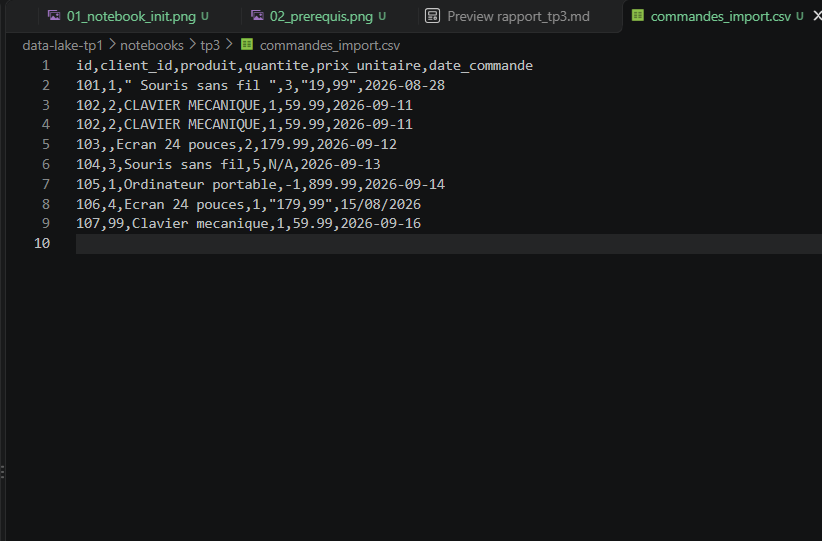 01_notebook_init.png U 02_prerequis.png U Preview rapport_tp3.md commandes_import.csv U
data-lake-tp1 > notebooks > tp3 > commandes_import.csv
1 id,client_id,produit,quantite,prix_unitaire,date_commande
2 101,1," Souris sans fil ",3,"19,99",2026-08-28
3 102,2,CLAVIER MECANIQUE,1,59.99,2026-09-11
4 102,2,CLAVIER MECANIQUE,1,59.99,2026-09-11
5 103,,Ecran 24 pouces,2,179.99,2026-09-12
6 104,3,Souris sans fil,5,N/A,2026-09-13
7 105,1,Ordinateur portable,-1,899.99,2026-09-14
8 106,4,Ecran 24 pouces,1,"179,99",15/08/2026
9 107,99,Clavier mecanique,1,59.99,2026-09-16
10